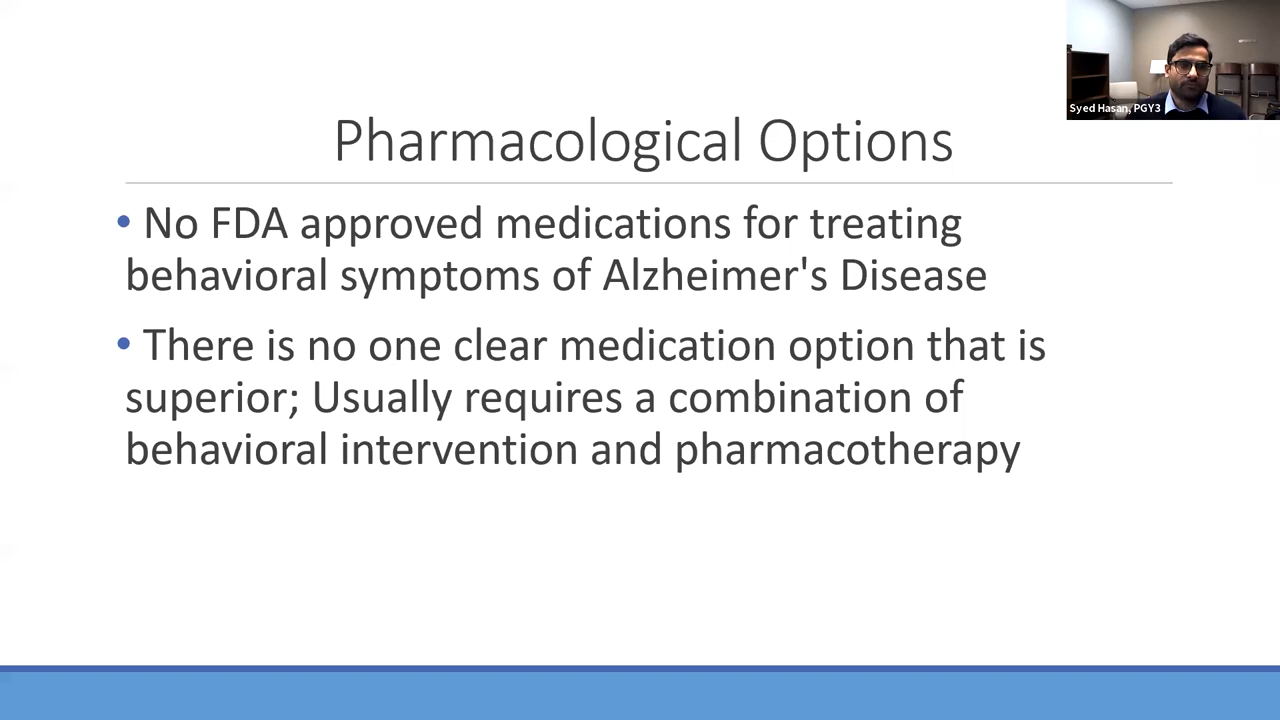 Syed Hasan, PGY3
Pharmacological Options
• No FDA approved medications for treating
behavioral symptoms of Alzheimer's Disease
• There is no one clear medication option that is
superior; Usually requires a combination of
behavioral intervention and pharmacotherapy